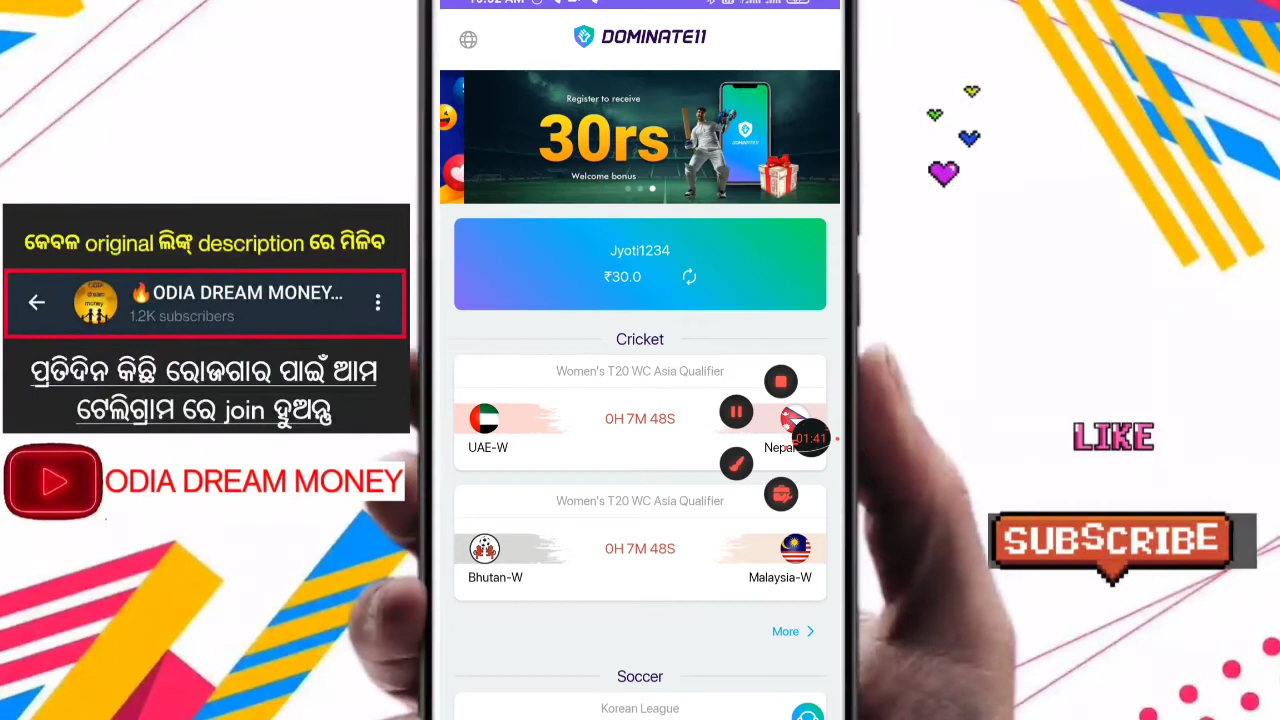 DOMINATE11
Register to receive
30rs
Welcome bonus
Jyoti1234
₹30.0
Cricket
Women's T20 WC Asia Qualifier
0H 7M 48S
UAE-W
Nepal
01:41
Women's T20 WC Asia Qualifier
0H 7M 48S
Bhutan-W
Malaysia-W
More
Soccer
Korean League
କେବଳ original ଲିଙ୍କ୍ description ରେ ମିଳିବ
🔥ODIA DREAM MONEY...
1.2K subscribers
ପ୍ରତିଦିନ କିଛି ରୋଜଗାର ପାଇଁ ଆମ
ଟେଲିଗ୍ରାମ ରେ join ହୁଅନ୍ତୁ
ODIA DREAM MONEY
LIKE
SUBSCRIBE